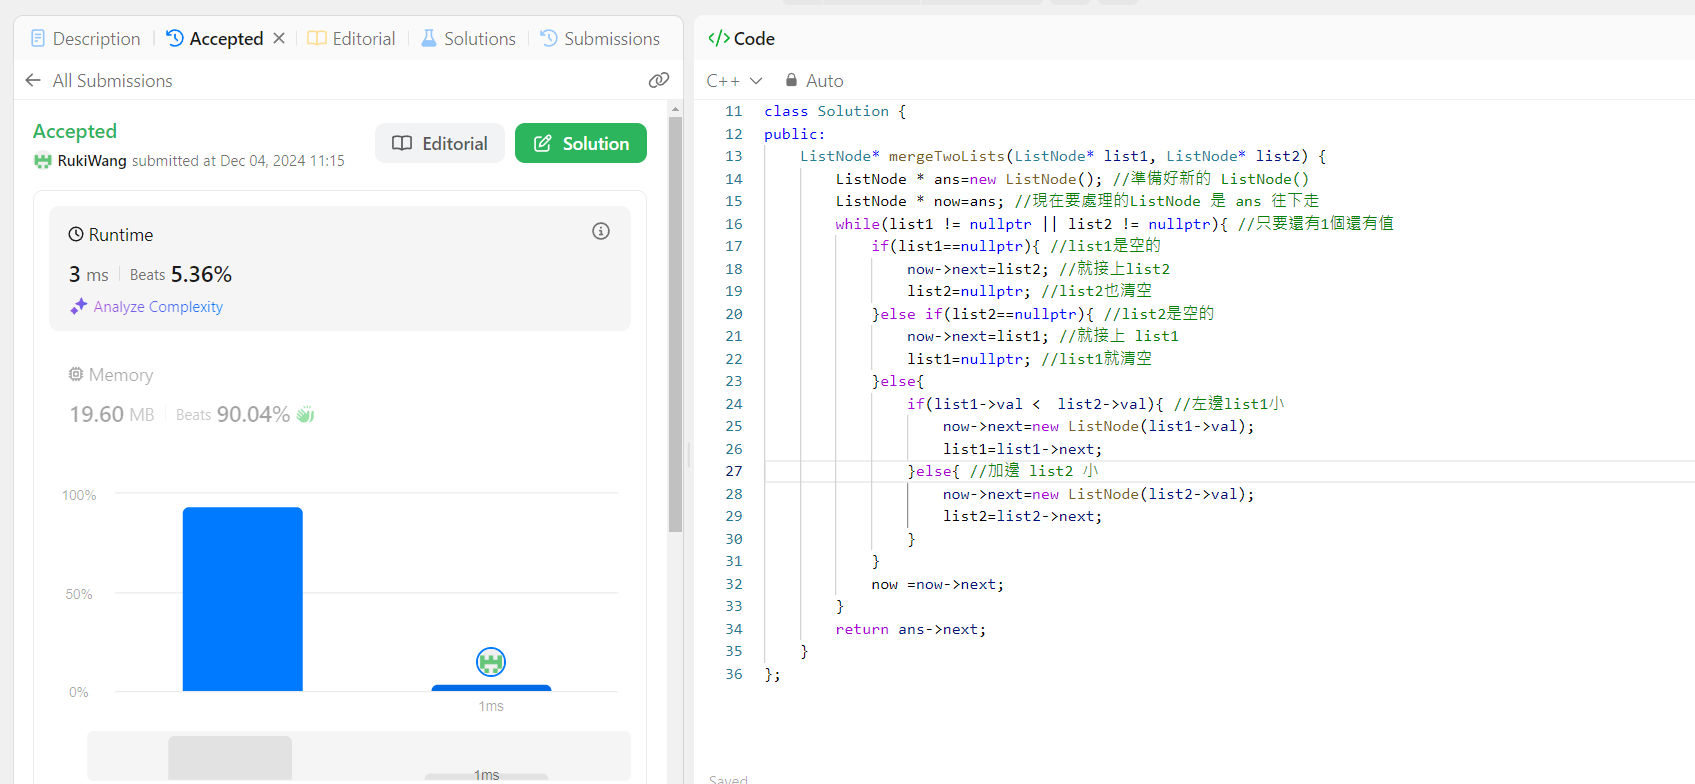 Description
Accepted
Editorial
Solutions
Submissions
All Submissions
Accepted
RukiWang submitted at Dec 04, 2024 11:15
Editorial
Solution
Runtime
3 ms Beats 5.36%
Analyze Complexity
Memory
19.60 MB Beats 90.04%
100%
50%
0%
1ms
1ms
</> Code
C++ Auto
11 class Solution {
12 public:
13     ListNode* mergeTwoLists(ListNode* list1, ListNode* list2) {
14         ListNode * ans=new ListNode(); //準備好新的 ListNode()
15         ListNode * now=ans; //現在要處理的ListNode 是 ans 往下走
16         while(list1 != nullptr || list2 != nullptr){ //只要還有1個還有值
17             if(list1==nullptr){ //list1是空的
18                 now->next=list2; //就接上list2
19                 list2=nullptr; //list2也清空
20             }else if(list2==nullptr){ //list2是空的
21                 now->next=list1; //就接上 list1
22                 list1=nullptr; //list1就清空
23             }else{
24                 if(list1->val <  list2->val){ //左邊list1小
25                     now->next=new ListNode(list1->val);
26                     list1=list1->next;
27                 }else{ //加邊 list2 小
28                     now->next=new ListNode(list2->val);
29                     list2=list2->next;
30                 }
31             }
32             now =now->next;
33         }
34         return ans->next;
35     }
36 };
Saved